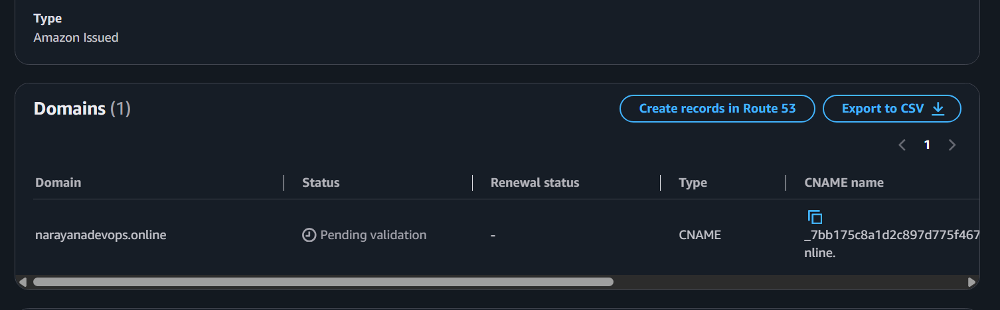 Type
Amazon Issued
Domains (1)
Create records in Route 53
Export to CSV
1
Domain
Status
Renewal status
Type
CNAME name
narayanadevops.online
Pending validation
-
CNAME
_7bb175c8a1d2c897d775f467
nline.